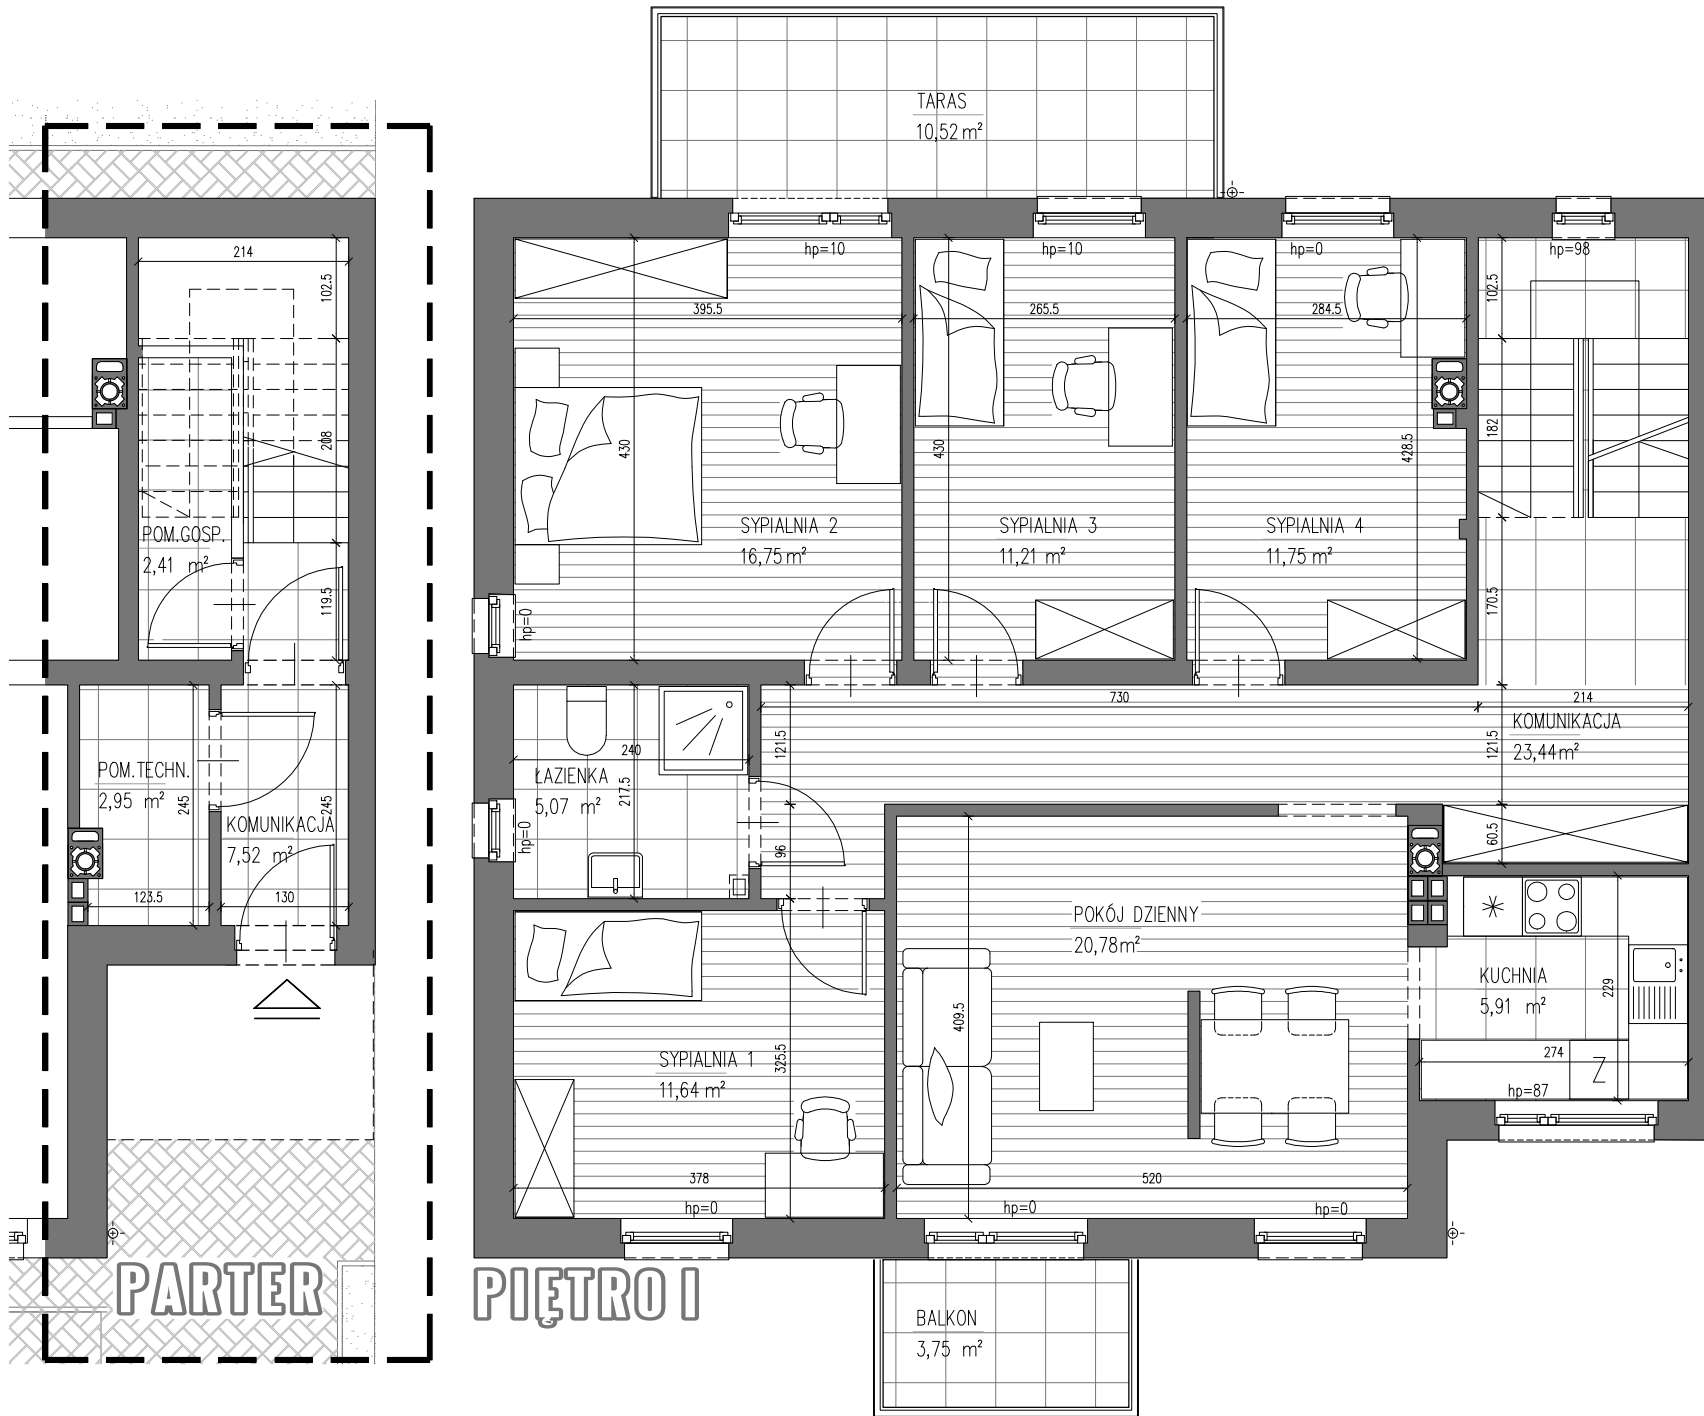 TARAS
10,52 m²
214
102.5
208
POM.GOSP.
2,41 m²
119.5
POM.TECHN.
2,95 m²
245
245
KOMUNIKACJA
7,52 m²
123.5
130
PARTER
hp=10
hp=10
hp=0
hp=98
395.5
265.5
284.5
102.5
430
430
428.5
182
SYPIALNIA 2
16,75 m²
SYPIALNIA 3
11,21 m²
SYPIALNIA 4
11,75 m²
170.5
hp=0
730
214
KOMUNIKACJA
23,44 m²
121.5
121.5
240
ŁAZIENKA
5,07 m²
217.5
hp=0
96
60.5
POKÓJ DZIENNY
20,78 m²
KUCHNIA
5,91 m²
229
409.5
SYPIALNIA 1
11,64 m²
325.5
274
Z
hp=87
378
520
hp=0
hp=0
hp=0
PIĘTRO I
BALKON
3,75 m²